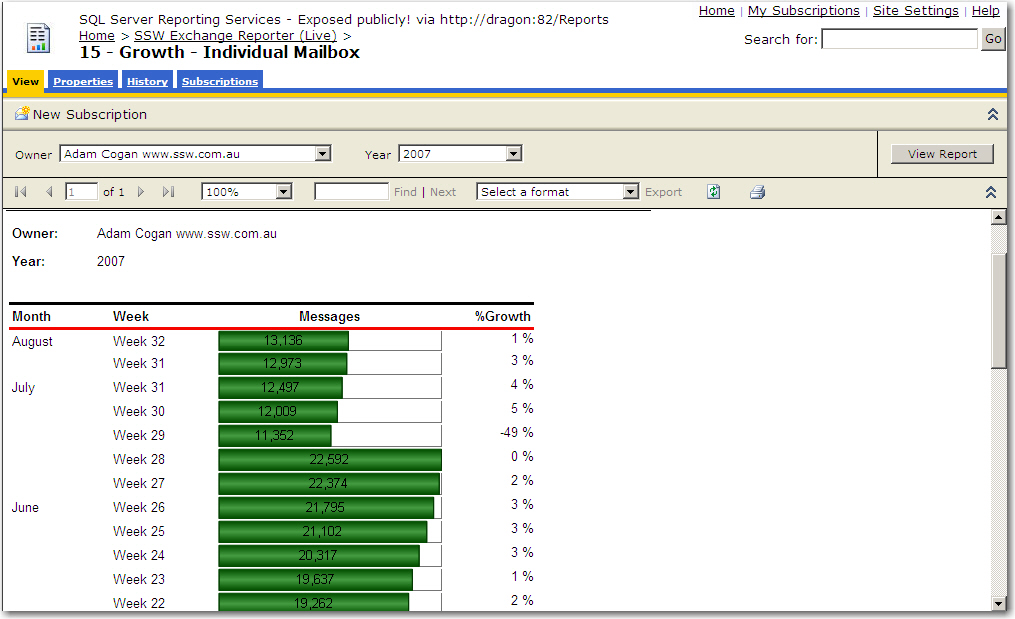 SQL Server Reporting Services - Exposed publicly! via http://dragon:82/Reports
Home | My Subscriptions | Site Settings | Help
Home > SSW Exchange Reporter (Live) >
15 - Growth - Individual Mailbox
Search for: Go
View Properties History Subscriptions
New Subscription
Owner Adam Cogan www.ssw.com.au Year 2007 View Report
1 of 1 100% Find | Next Select a format Export
Owner: Adam Cogan www.ssw.com.au
Year: 2007
Month Week Messages %Growth
August Week 32 13,136 1 %
Week 31 12,973 3 %
July Week 31 12,497 4 %
Week 30 12,009 5 %
Week 29 11,352 -49 %
Week 28 22,592 0 %
Week 27 22,374 2 %
June Week 26 21,795 3 %
Week 25 21,102 3 %
Week 24 20,317 3 %
Week 23 19,637 1 %
Week 22 19,262 2 %